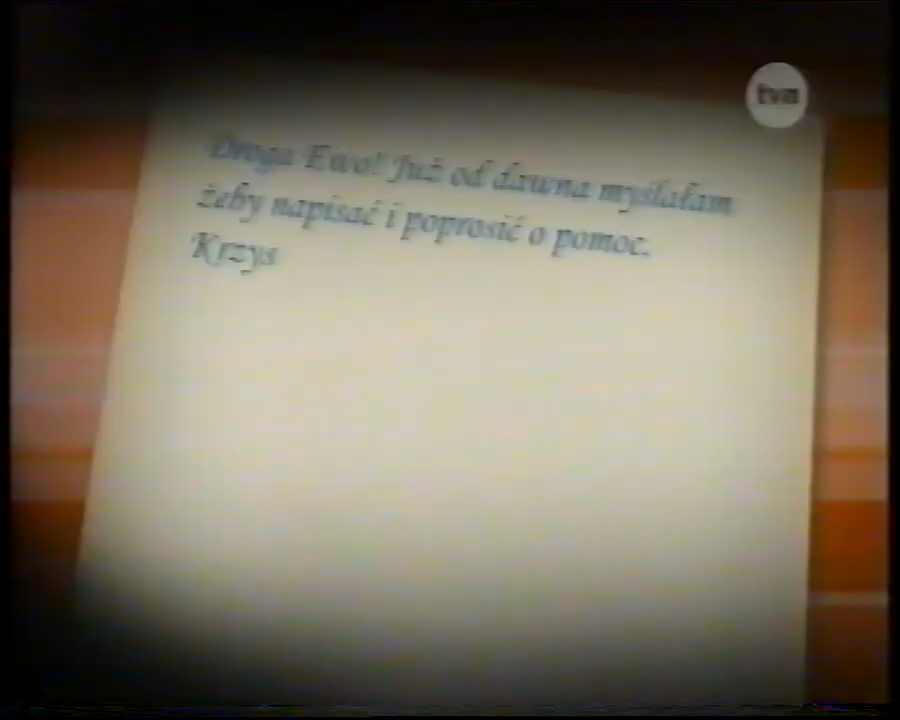 tvn
Droga Ewo! Już od dawna myślałam
żeby napisać i poprosić o pomoc.
Krzys